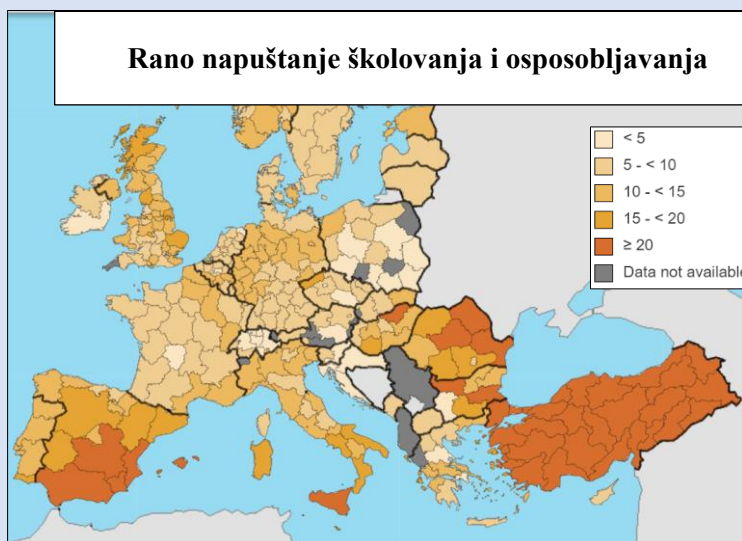 Rano napuštanje školovanja i osposobljavanja
< 5
5 - < 10
10 - < 15
15 - < 20
≥ 20
Data not available